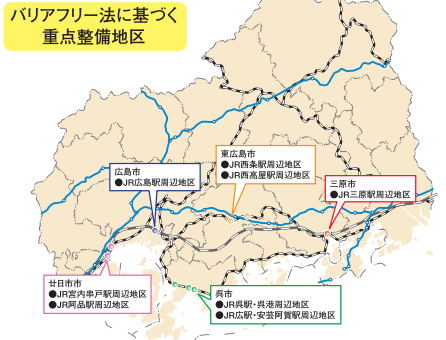 バリアフリー法に基づく
重点整備地区
広島市
●JR広島駅周辺地区
東広島市
●JR西条駅周辺地区
●JR西高屋駅周辺地区
三原市
●JR三原駅周辺地区
廿日市市
●JR宮内串戸駅周辺地区
●JR阿品駅周辺地区
呉市
●JR呉駅・呉港周辺地区
●JR広駅・安芸阿賀駅周辺地区